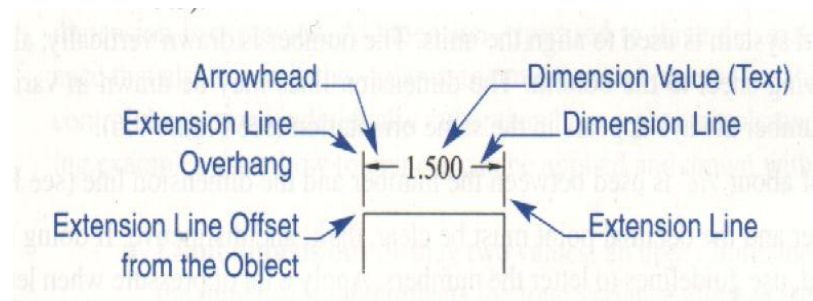 Arrowhead
Dimension Value (Text)
Extension Line
Overhang
Dimension Line
1.500
Extension Line Offset
from the Object
Extension Line